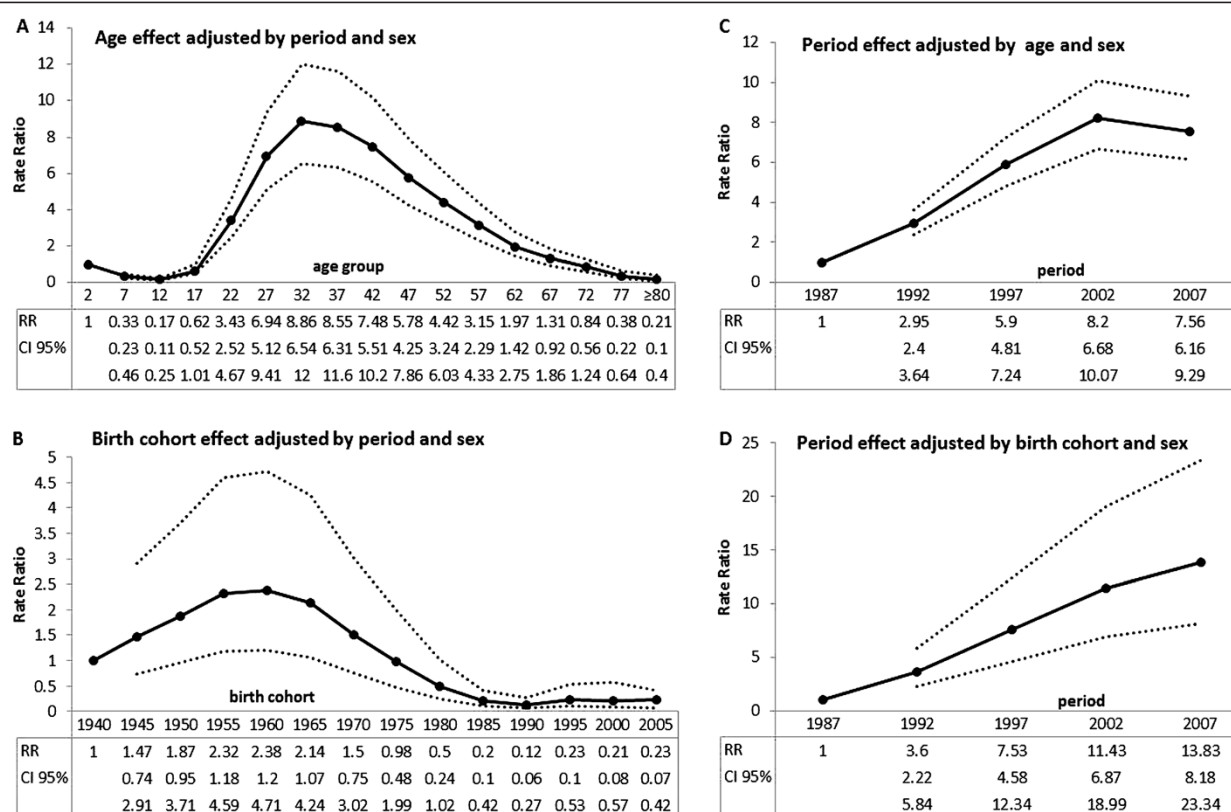 A Age effect adjusted by period and sex
14
12
10
8
6
4
2
0
Rate Ratio
age group
2 7 12 17 22 27 32 37 42 47 52 57 62 67 72 77 ≥80
RR 1 0.33 0.17 0.62 3.43 6.94 8.86 8.55 7.48 5.78 4.42 3.15 1.97 1.31 0.84 0.38 0.21
CI 95% 0.23 0.11 0.52 2.52 5.12 6.54 6.31 5.51 4.25 3.24 2.29 1.42 0.92 0.56 0.22 0.1
0.46 0.25 1.01 4.67 9.41 12 11.6 10.2 7.86 6.03 4.33 2.75 1.86 1.24 0.64 0.4
C Period effect adjusted by age and sex
12
10
8
6
4
2
0
Rate Ratio
period
1987 1992 1997 2002 2007
RR 1 2.95 5.9 8.2 7.56
CI 95% 2.4 4.81 6.68 6.16
3.64 7.24 10.07 9.29
B Birth cohort effect adjusted by period and sex
5
4.5
4
3.5
3
2.5
2
1.5
1
0.5
0
Rate Ratio
birth cohort
1940 1945 1950 1955 1960 1965 1970 1975 1980 1985 1990 1995 2000 2005
RR 1 1.47 1.87 2.32 2.38 2.14 1.5 0.98 0.5 0.2 0.12 0.23 0.21 0.23
CI 95% 0.74 0.95 1.18 1.2 1.07 0.75 0.48 0.24 0.1 0.06 0.1 0.08 0.07
2.91 3.71 4.59 4.71 4.24 3.02 1.99 1.02 0.42 0.27 0.53 0.57 0.42
D Period effect adjusted by birth cohort and sex
25
20
15
10
5
0
Rate Ratio
period
1987 1992 1997 2002 2007
RR 1 3.6 7.53 11.43 13.83
CI 95% 2.22 4.58 6.87 8.18
5.84 12.34 18.99 23.34